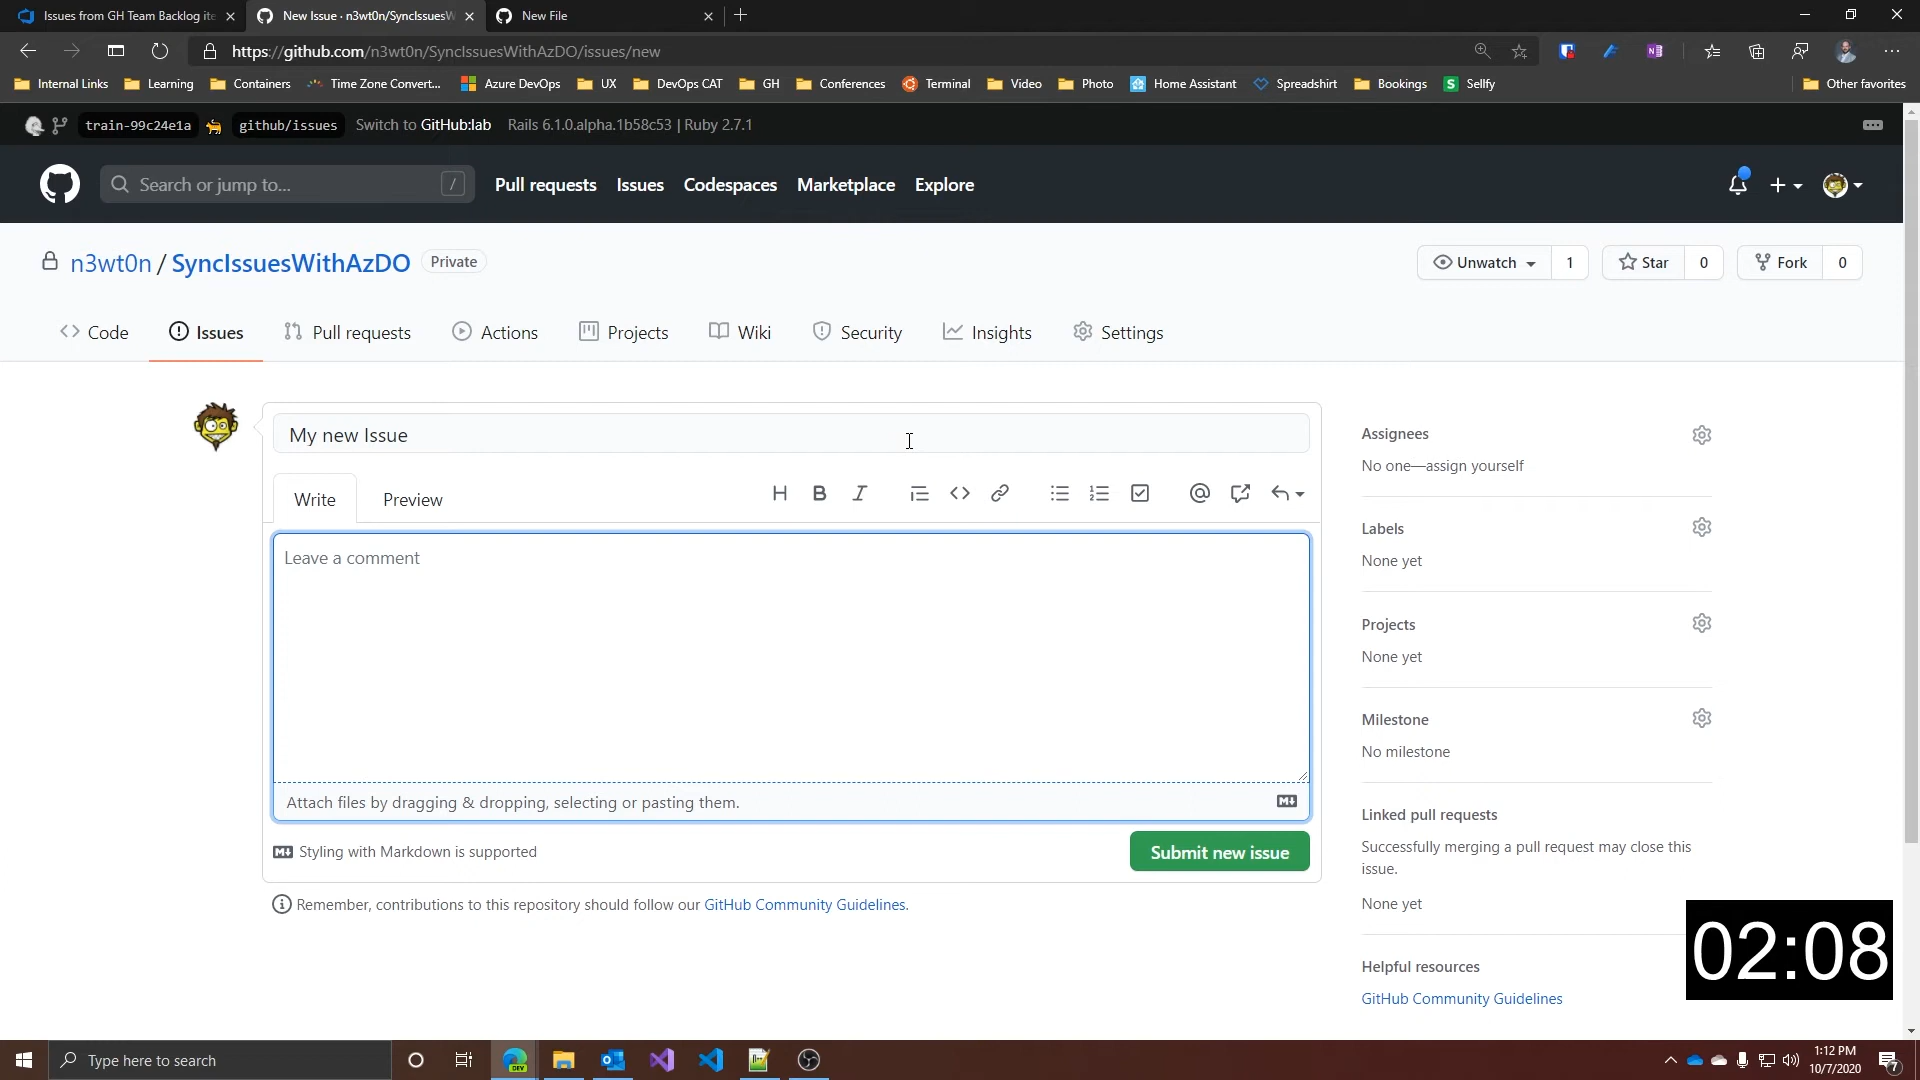 Issues from GH Team Backlog ite
New Issue · n3wt0n/SyncIssuesW
New File
https://github.com/n3wt0n/SyncIssuesWithAzDO/issues/new
Internal Links
Learning
Containers
Time Zone Convert...
Azure DevOps
UX
DevOps CAT
GH
Conferences
Terminal
Video
Photo
Home Assistant
Spreadshirt
Bookings
S Sellfy
Other favorites
train-99c24e1a
github/issues
Switch to GitHub:lab
Rails 6.1.0.alpha.1b58c53 | Ruby 2.7.1
Search or jump to...
/
Pull requests
Issues
Codespaces
Marketplace
Explore
n3wt0n / SyncIssuesWithAzDO
Private
Unwatch
1
Star
0
Fork
0
Code
Issues
Pull requests
Actions
Projects
Wiki
Security
Insights
Settings
My new Issue
Write
Preview
H B I
Leave a comment
Attach files by dragging & dropping, selecting or pasting them.
Styling with Markdown is supported
Submit new issue
Remember, contributions to this repository should follow our GitHub Community Guidelines.
Assignees
No one—assign yourself
Labels
None yet
Projects
None yet
Milestone
No milestone
Linked pull requests
Successfully merging a pull request may close this
issue.
None yet
Helpful resources
GitHub Community Guidelines
02:08
Type here to search
DEV
1:12 PM
10/7/2020
7